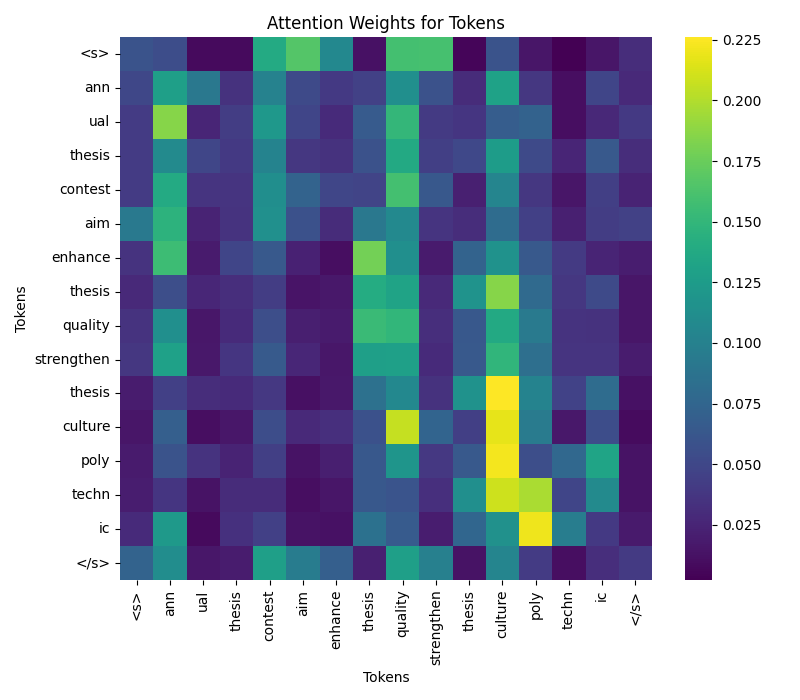 Attention Weights for Tokens
Tokens
<s>
ann
ual
thesis
contest
aim
enhance
thesis
quality
strengthen
thesis
culture
poly
techn
ic
</s>
<s>
ann
ual
thesis
contest
aim
enhance
thesis
quality
strengthen
thesis
culture
poly
techn
ic
</s>
Tokens
0.225
0.200
0.175
0.150
0.125
0.100
0.075
0.050
0.025